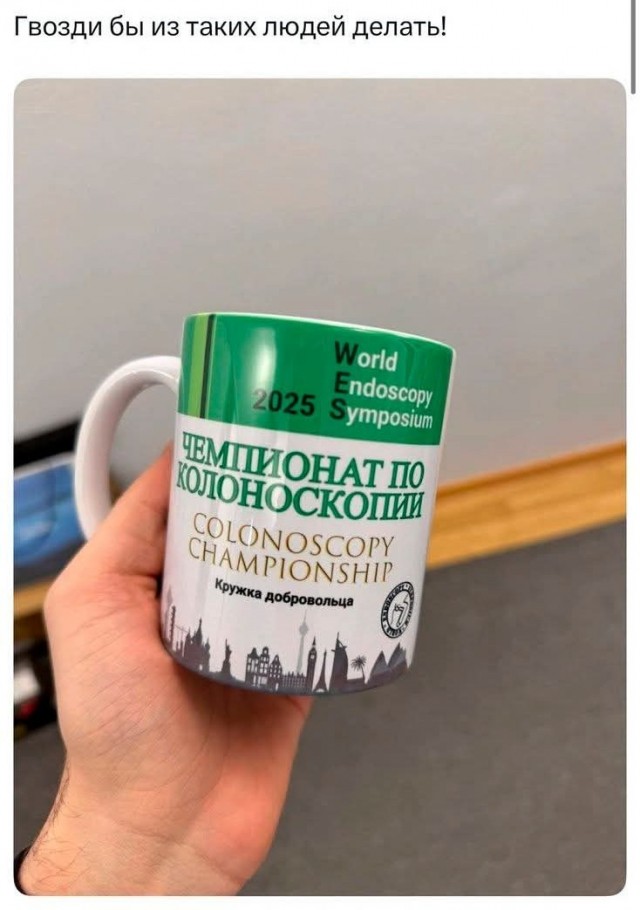 Гвозди бы из таких людей делать!
World
Endoscopy
2025 Symposium
ЧЕМПИОНАТ ПО
КОЛОНОСКОПИИ
COLONOSCOPY
CHAMPIONSHIP
Кружка добровольца